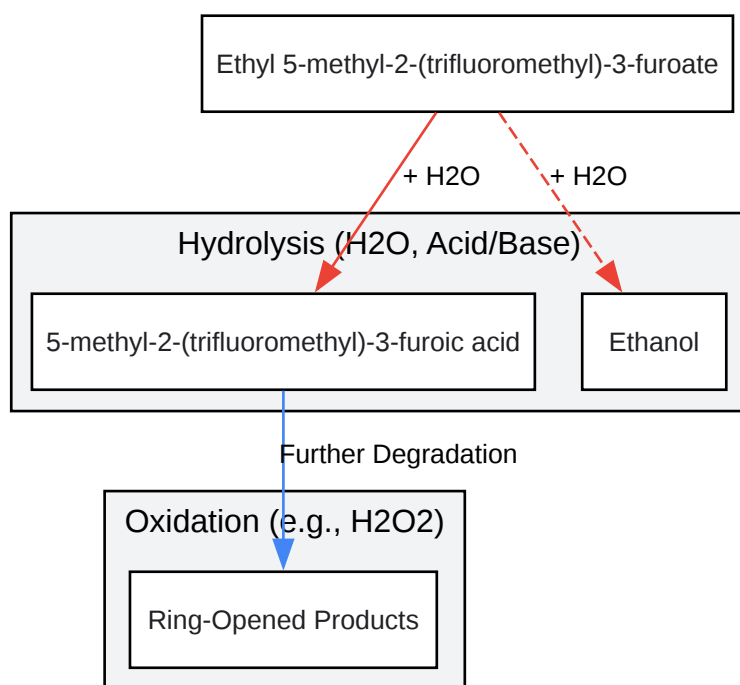 Ethyl 5-methyl-2-(trifluoromethyl)-3-furoate
+ H2O
+ H2O
Hydrolysis (H2O, Acid/Base)
5-methyl-2-(trifluoromethyl)-3-furoic acid
Ethanol
Further Degradation
Oxidation (e.g., H2O2)
Ring-Opened Products